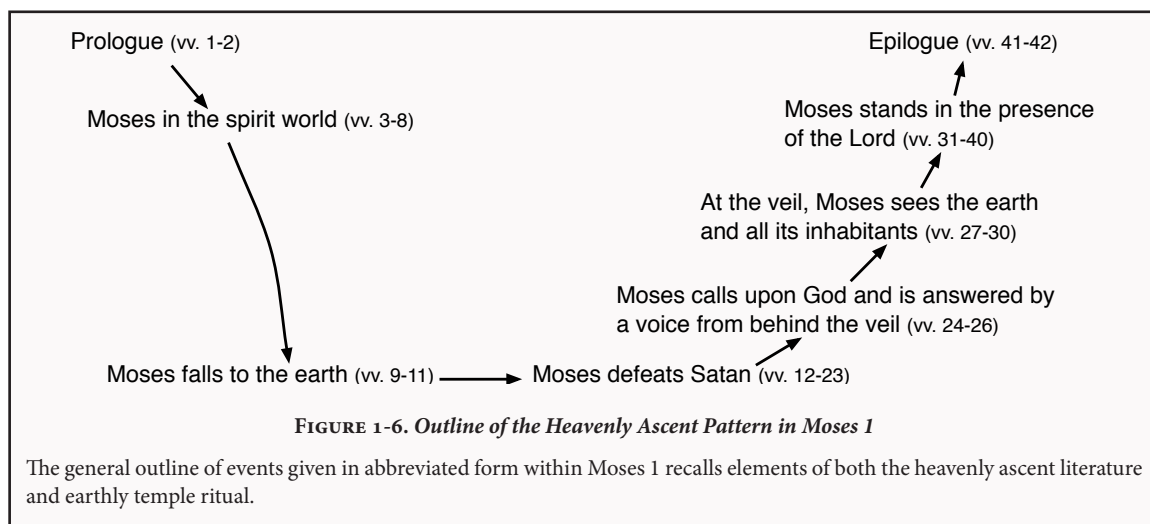 Prologue (vv. 1-2)
Moses in the spirit world (vv. 3-8)
Moses falls to the earth (vv. 9-11)
Moses defeats Satan (vv. 12-23)
Moses calls upon God and is answered by
a voice from behind the veil (vv. 24-26)
At the veil, Moses sees the earth
and all its inhabitants (vv. 27-30)
Moses stands in the presence
of the Lord (vv. 31-40)
Epilogue (vv. 41-42)
FIGURE 1-6. Outline of the Heavenly Ascent Pattern in Moses 1
The general outline of events given in abbreviated form within Moses 1 recalls elements of both the heavenly ascent literature
and earthly temple ritual.